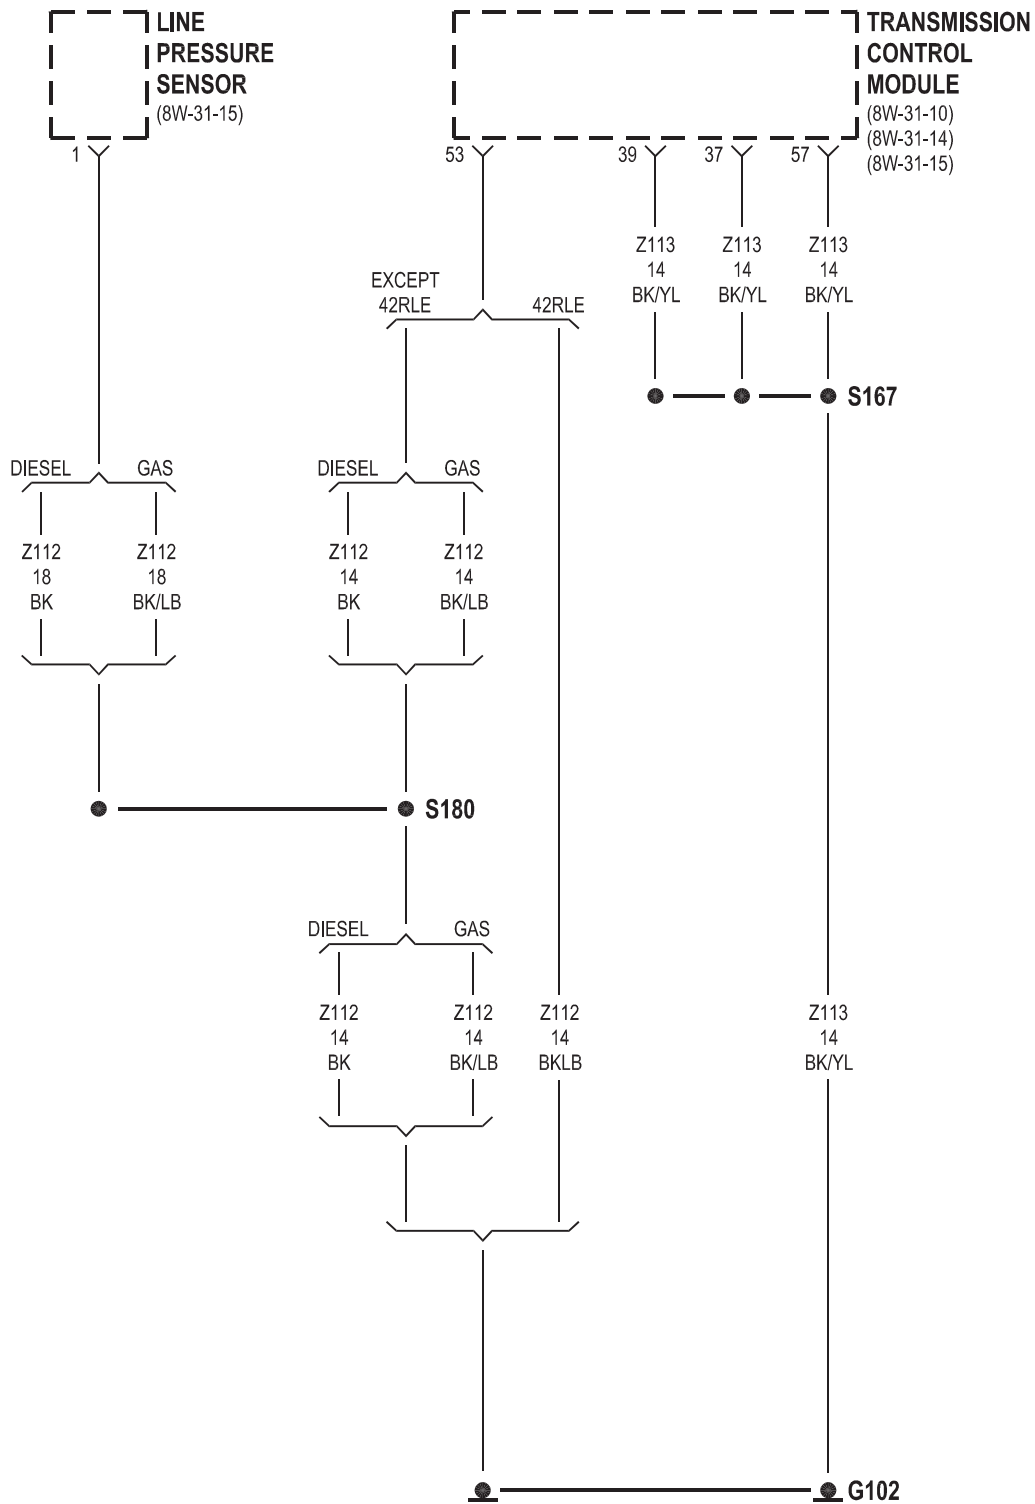 LINE
PRESSURE
SENSOR
(8W-31-15)
TRANSMISSION
CONTROL
MODULE
(8W-31-10)
(8W-31-14)
(8W-31-15)
1
53
39
37
57
Z113
14
BK/YL
Z113
14
BK/YL
Z113
14
BK/YL
EXCEPT
42RLE
42RLE
S167
DIESEL
GAS
DIESEL
GAS
Z112
18
BK
Z112
18
BK/LB
Z112
14
BK
Z112
14
BK/LB
S180
DIESEL
GAS
Z112
14
BK
Z112
14
BK/LB
Z112
14
BKLB
Z113
14
BK/YL
G102